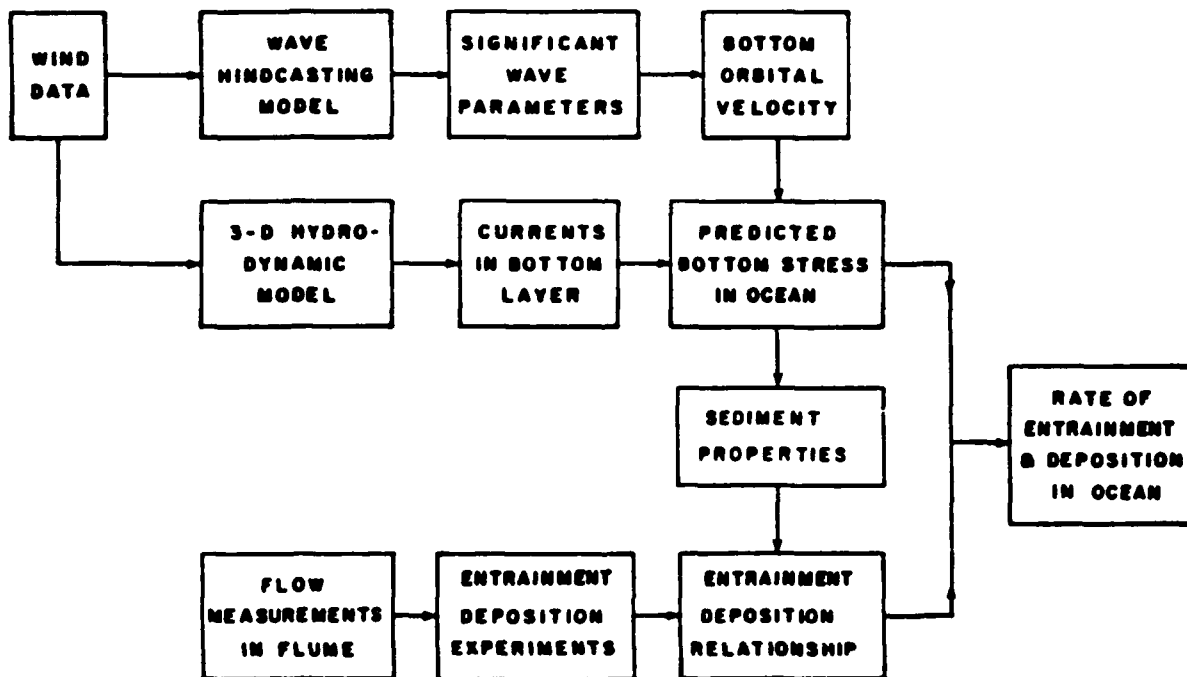 WIND
DATA
WAVE
HINDCASTING
MODEL
SIGNIFICANT
WAVE
PARAMETERS
BOTTOM
ORBITAL
VELOCITY
3-D HYDRO-
DYNAMIC
MODEL
CURRENTS
IN BOTTOM
LAYER
PREDICTED
BOTTOM STRESS
IN OCEAN
SEDIMENT
PROPERTIES
RATE OF
ENTRAINMENT
& DEPOSITION
IN OCEAN
FLOW
MEASUREMENTS
IN FLUME
ENTRAINMENT
DEPOSITION
EXPERIMENTS
ENTRAINMENT
DEPOSITION
RELATIONSHIP